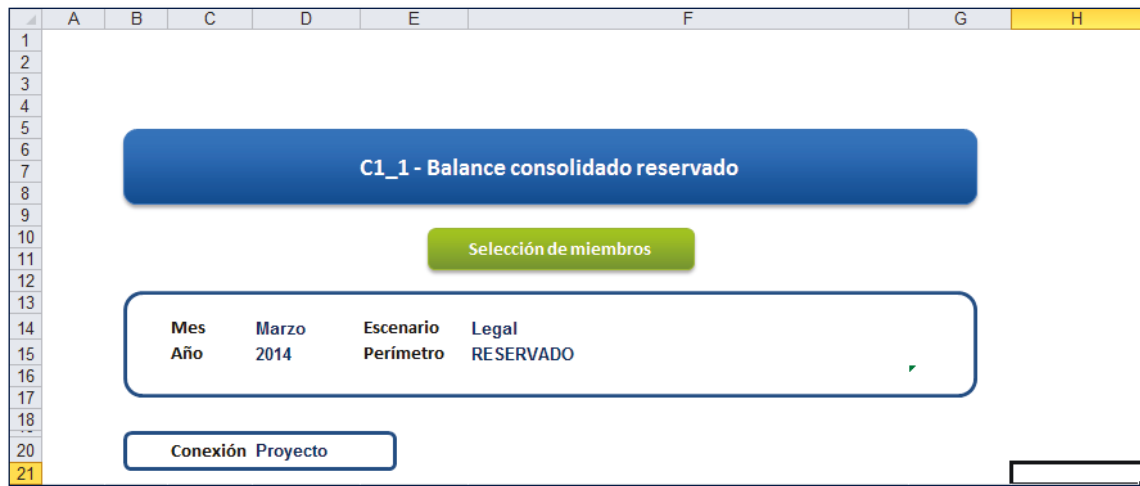 A B C D E F G H
1
2
3
4
5
6
7 C1_1 - Balance consolidado reservado
8
9
10
11 Selección de miembros
12
13
14 Mes Marzo Escenario Legal
15 Año 2014 Perímetro RESERVADO
16
17
18
20 Conexión Proyecto
21